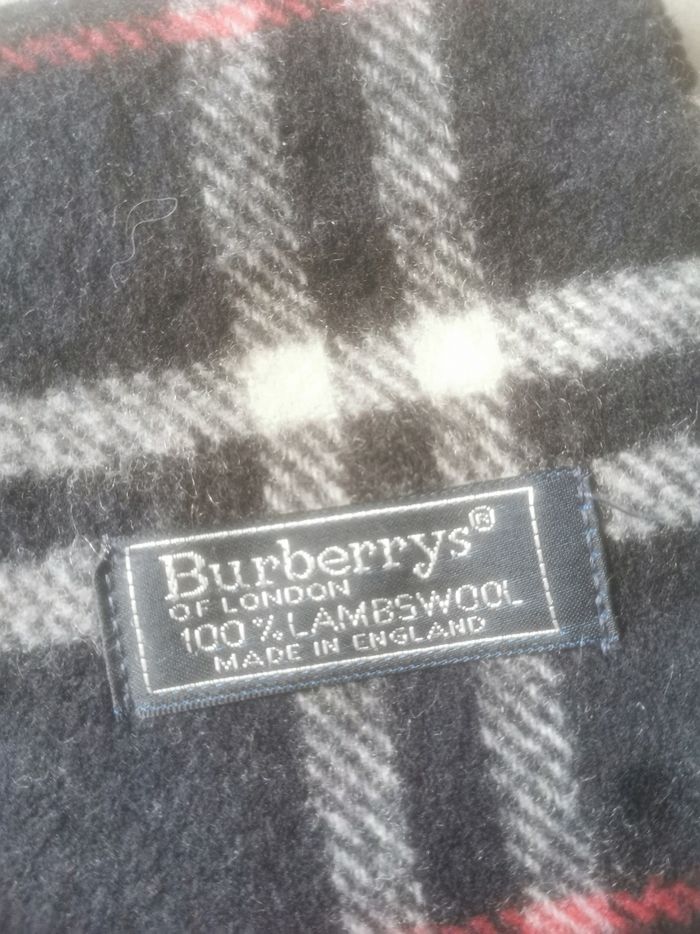 Burberrys®
OF LONDON
100% LAMBSWOOL
MADE IN ENGLAND